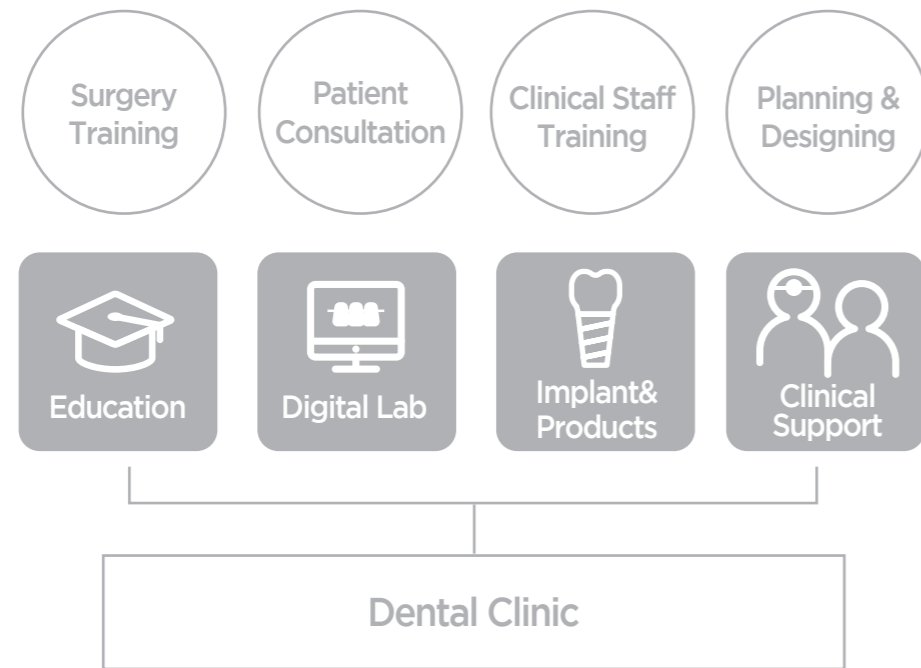 Surgery
Training
Patient
Consultation
Clinical Staff
Training
Planning &
Designing
Education
Digital Lab
Implant&
Products
Clinical
Support
Dental Clinic